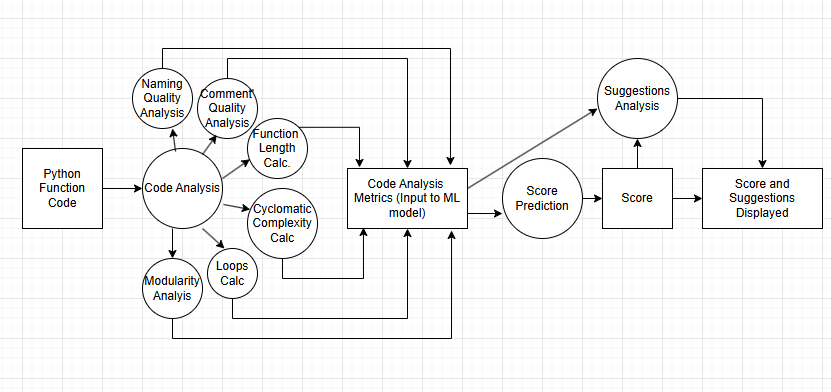 Naming
Quality
Analysis
Comment
Quality
Analysis
Function
Length
Calc.
Python
Function
Code
Code Analysis
Cyclomatic
Complexity
Calc
Loops
Calc
Modularity
Analyis
Code Analysis
Metrics (Input to ML
model)
Score
Prediction
Suggestions
Analysis
Score
Score and
Suggestions
Displayed